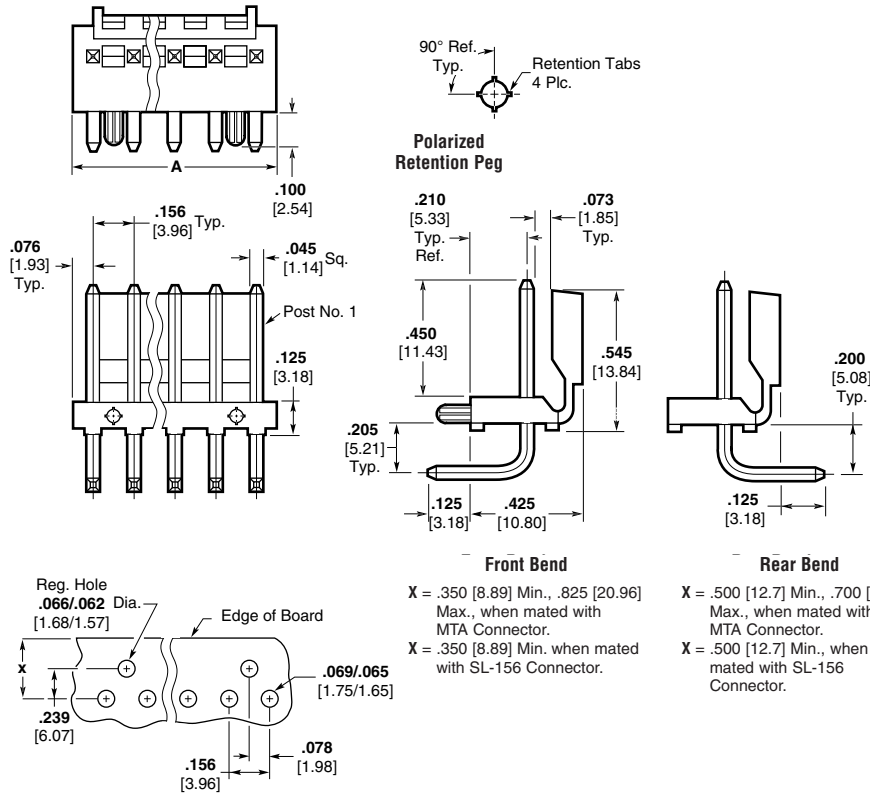 90° Ref.
Typ.
Retention Tabs
4 Plc.
Polarized
Retention Peg
A
.100
[2.54]
.156
[3.96] Typ.
.076
[1.93]
Typ.
.045
[1.14] Sq.
Post No. 1
.125
[3.18]
.210
[5.33]
Typ.
Ref.
.073
[1.85]
Typ.
.450
[11.43]
.545
[13.84]
.205
[5.21]
Typ.
.125
[3.18]
.425
[10.80]
.200
[5.08]
Typ.
.125
[3.18]
Front Bend
X = .350 [8.89] Min., .825 [20.96]
Max., when mated with
MTA Connector.
X = .350 [8.89] Min. when mated
with SL-156 Connector.
Rear Bend
X = .500 [12.7] Min., .700 [
Max., when mated with
MTA Connector.
X = .500 [12.7] Min., when
mated with SL-156
Connector.
Reg. Hole
.066/.062 Dia.
[1.68/1.57]
Edge of Board
x
.239
[6.07]
.069/.065
[1.75/1.65]
.078
[1.98]
.156
[3.96]